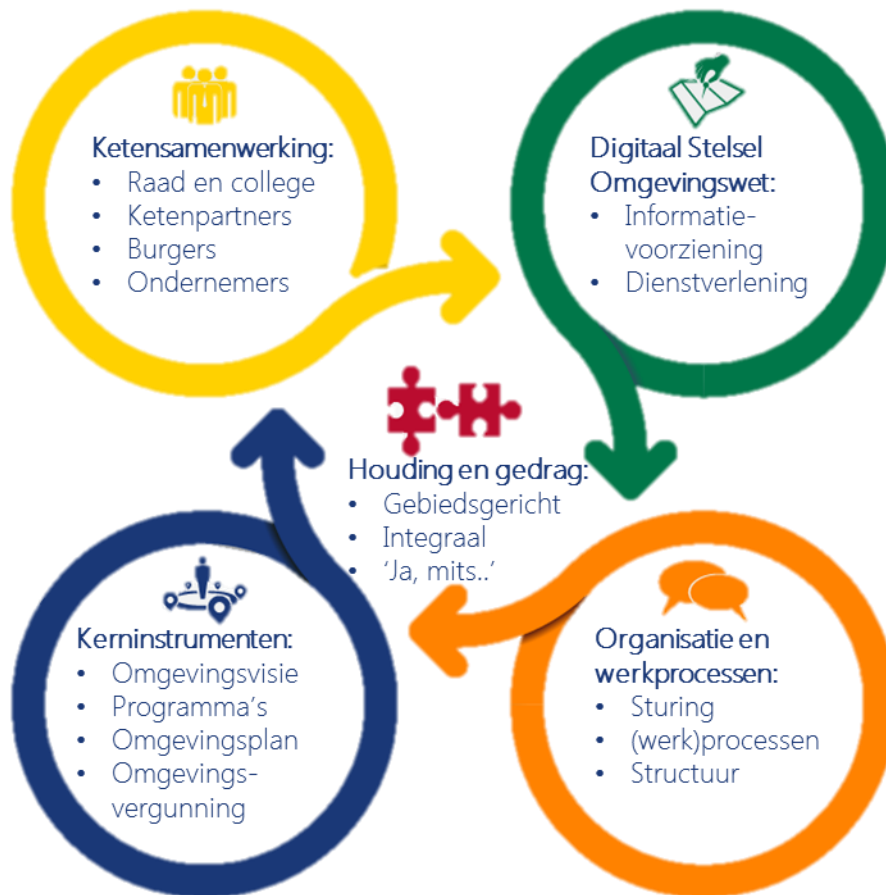 Ketensamenwerking:
• Raad en college
• Ketenpartners
• Burgers
• Ondernemers
Digitaal Stelsel
Omgevingswet:
• Informatie-
voorziening
• Dienstverlening
Houding en gedrag:
• Gebiedsgericht
• Integraal
• ‘Ja, mits..’
Kerninstrumenten:
• Omgevingsvisie
• Programma’s
• Omgevingsplan
• Omgevings-
vergunning
Organisatie en
werkprocessen:
• Sturing
• (werk)processen
• Structuur